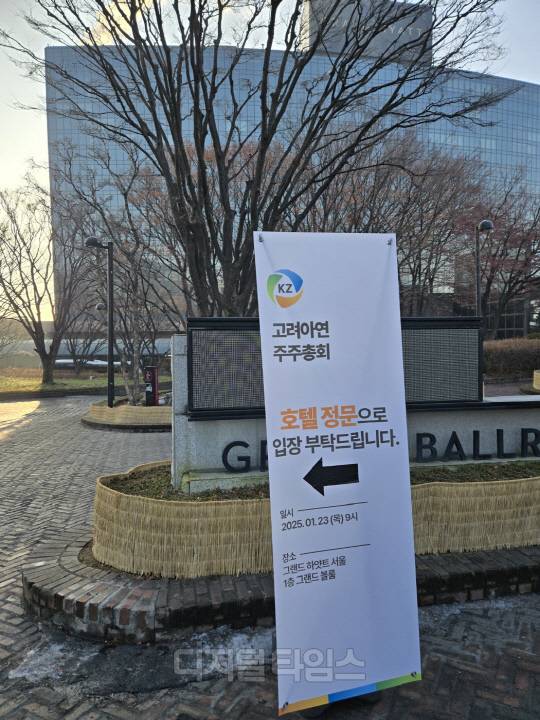 HYATT
KZ
고려아연
주주총회
호텔 정문으로
입장 부탁드립니다.
일시
2025. 01. 23 (목) 9시
장소
그랜드 하얏트 서울
1층 그랜드 볼룸
BALLR
디지털타임스